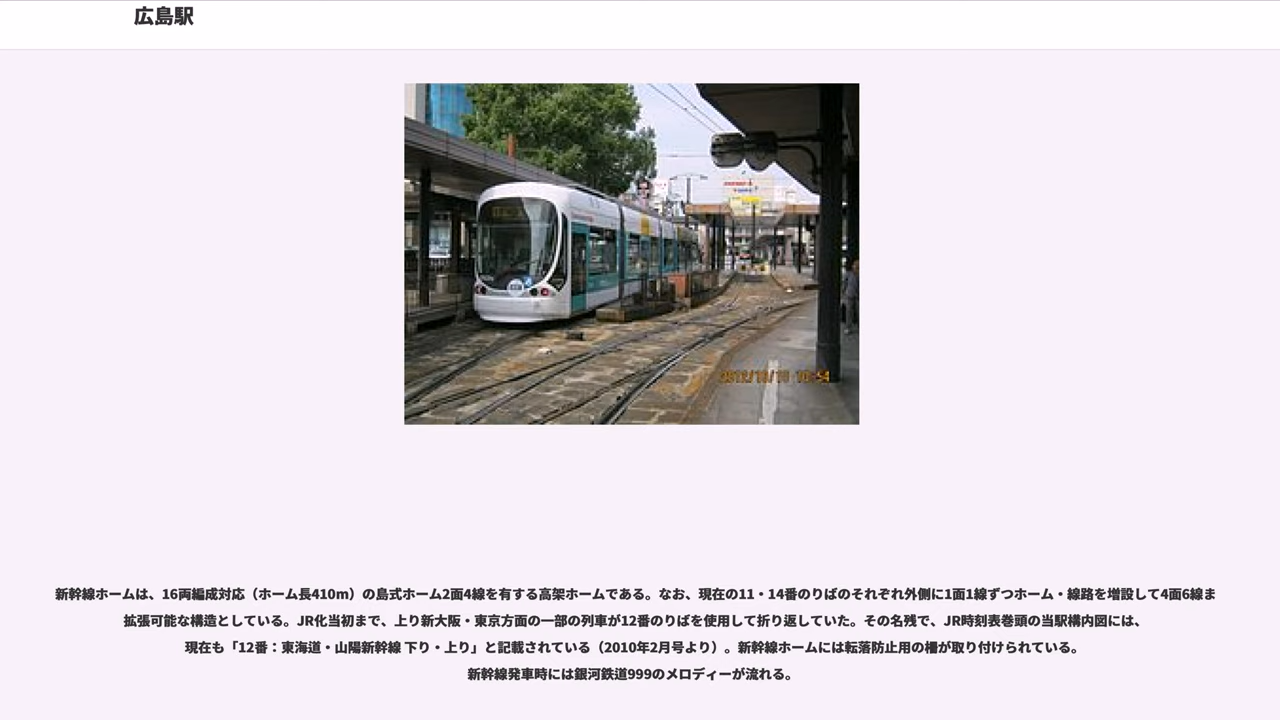 広島駅
新幹線ホームは、16両編成対応（ホーム長410m）の島式ホーム2面4線を有する高架ホームである。なお、現在の11・14番のりばのそれぞれ外側に1面1線ずつホーム・線路を増設して4面6線ま
拡張可能な構造としている。JR化当初まで、上り新大阪・東京方面の一部の列車が12番のりばを使用して折り返していた。その名残で、JR時刻表巻頭の当駅構内図には、
現在も「12番：東海道・山陽新幹線 下り・上り」と記載されている（2010年2月号より）。新幹線ホームには転落防止用の柵が取り付けられている。
新幹線発車時には銀河鉄道999のメロディーが流れる。